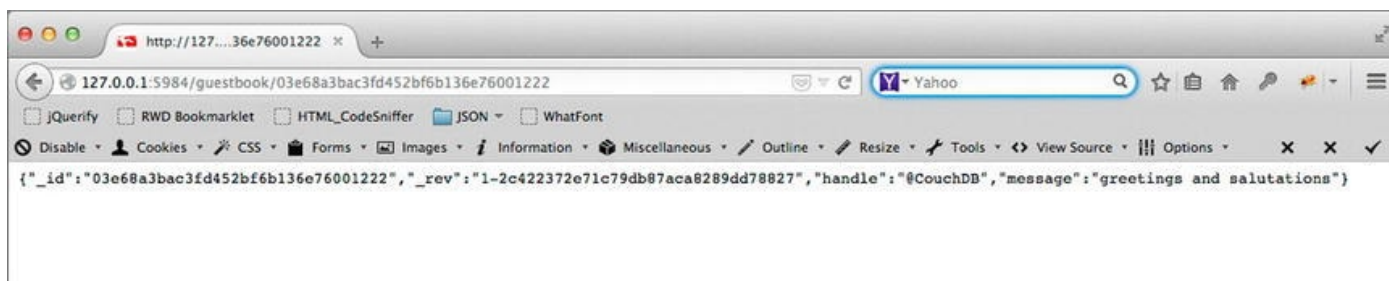 http://127....36e76001222
127.0.0.1:5984/guestbook/03e68a3bac3fd452bf6b136e76001222
Yahoo
jQuerify RWD Bookmarklet HTML_CodeSniffer JSON WhatFont
Disable Cookies CSS Forms Images Information Miscellaneous Outline Resize Tools View Source Options
{"_id":"03e68a3bac3fd452bf6b136e76001222","_rev":"1-2c422372e71c79db87aca8289dd78827","handle":"@CouchDB","message":"greetings and salutations"}